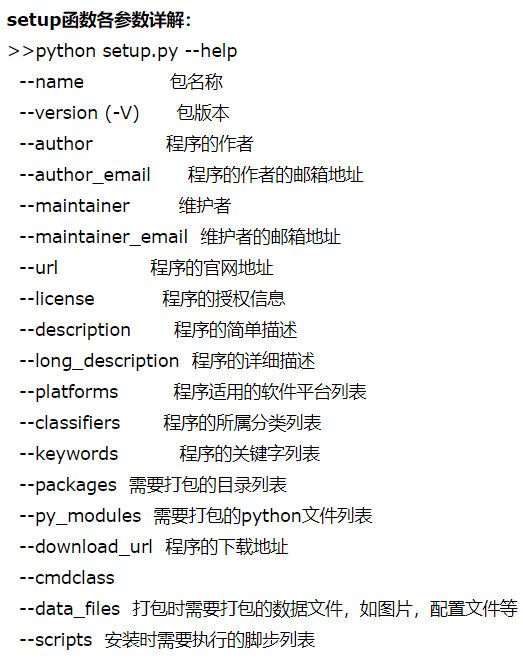 setup函数各参数详解：
>>python setup.py --help
--name 包名称
--version (-V) 包版本
--author 程序的作者
--author_email 程序的作者的邮箱地址
--maintainer 维护者
--maintainer_email 维护者的邮箱地址
--url 程序的官网地址
--license 程序的授权信息
--description 程序的简单描述
--long_description 程序的详细描述
--platforms 程序适用的软件平台列表
--classifiers 程序的所属分类列表
--keywords 程序的关键字列表
--packages 需要打包的目录列表
--py_modules 需要打包的python文件列表
--download_url 程序的下载地址
--cmdclass
--data_files 打包时需要打包的数据文件，如图片，配置文件等
--scripts 安装时需要执行的脚步列表